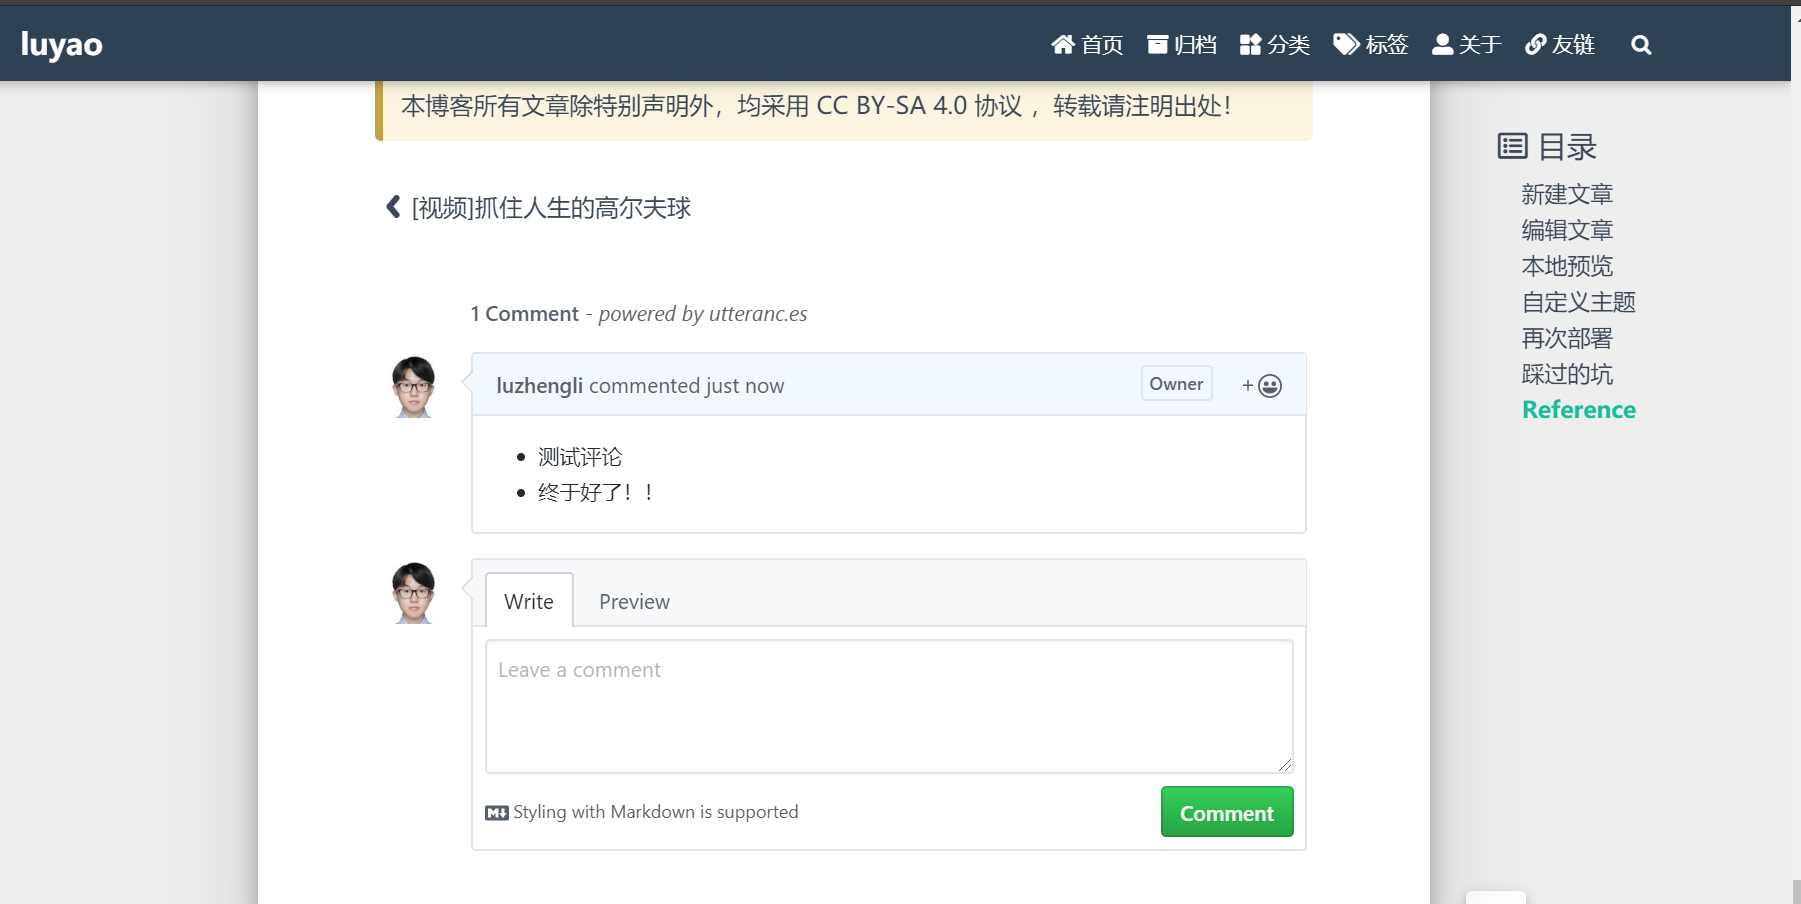 luyao
首页 归档 分类 标签 关于 友链
本博客所有文章除特别声明外，均采用 CC BY-SA 4.0 协议 ，转载请注明出处！
[视频]抓住人生的高尔夫球
1 Comment - powered by utteranc.es
luzhengli commented just now
Owner
+
测试评论
终于好了！！
Write
Preview
Leave a comment
M Styling with Markdown is supported
Comment
目录
新建文章
编辑文章
本地预览
自定义主题
再次部署
踩过的坑
Reference